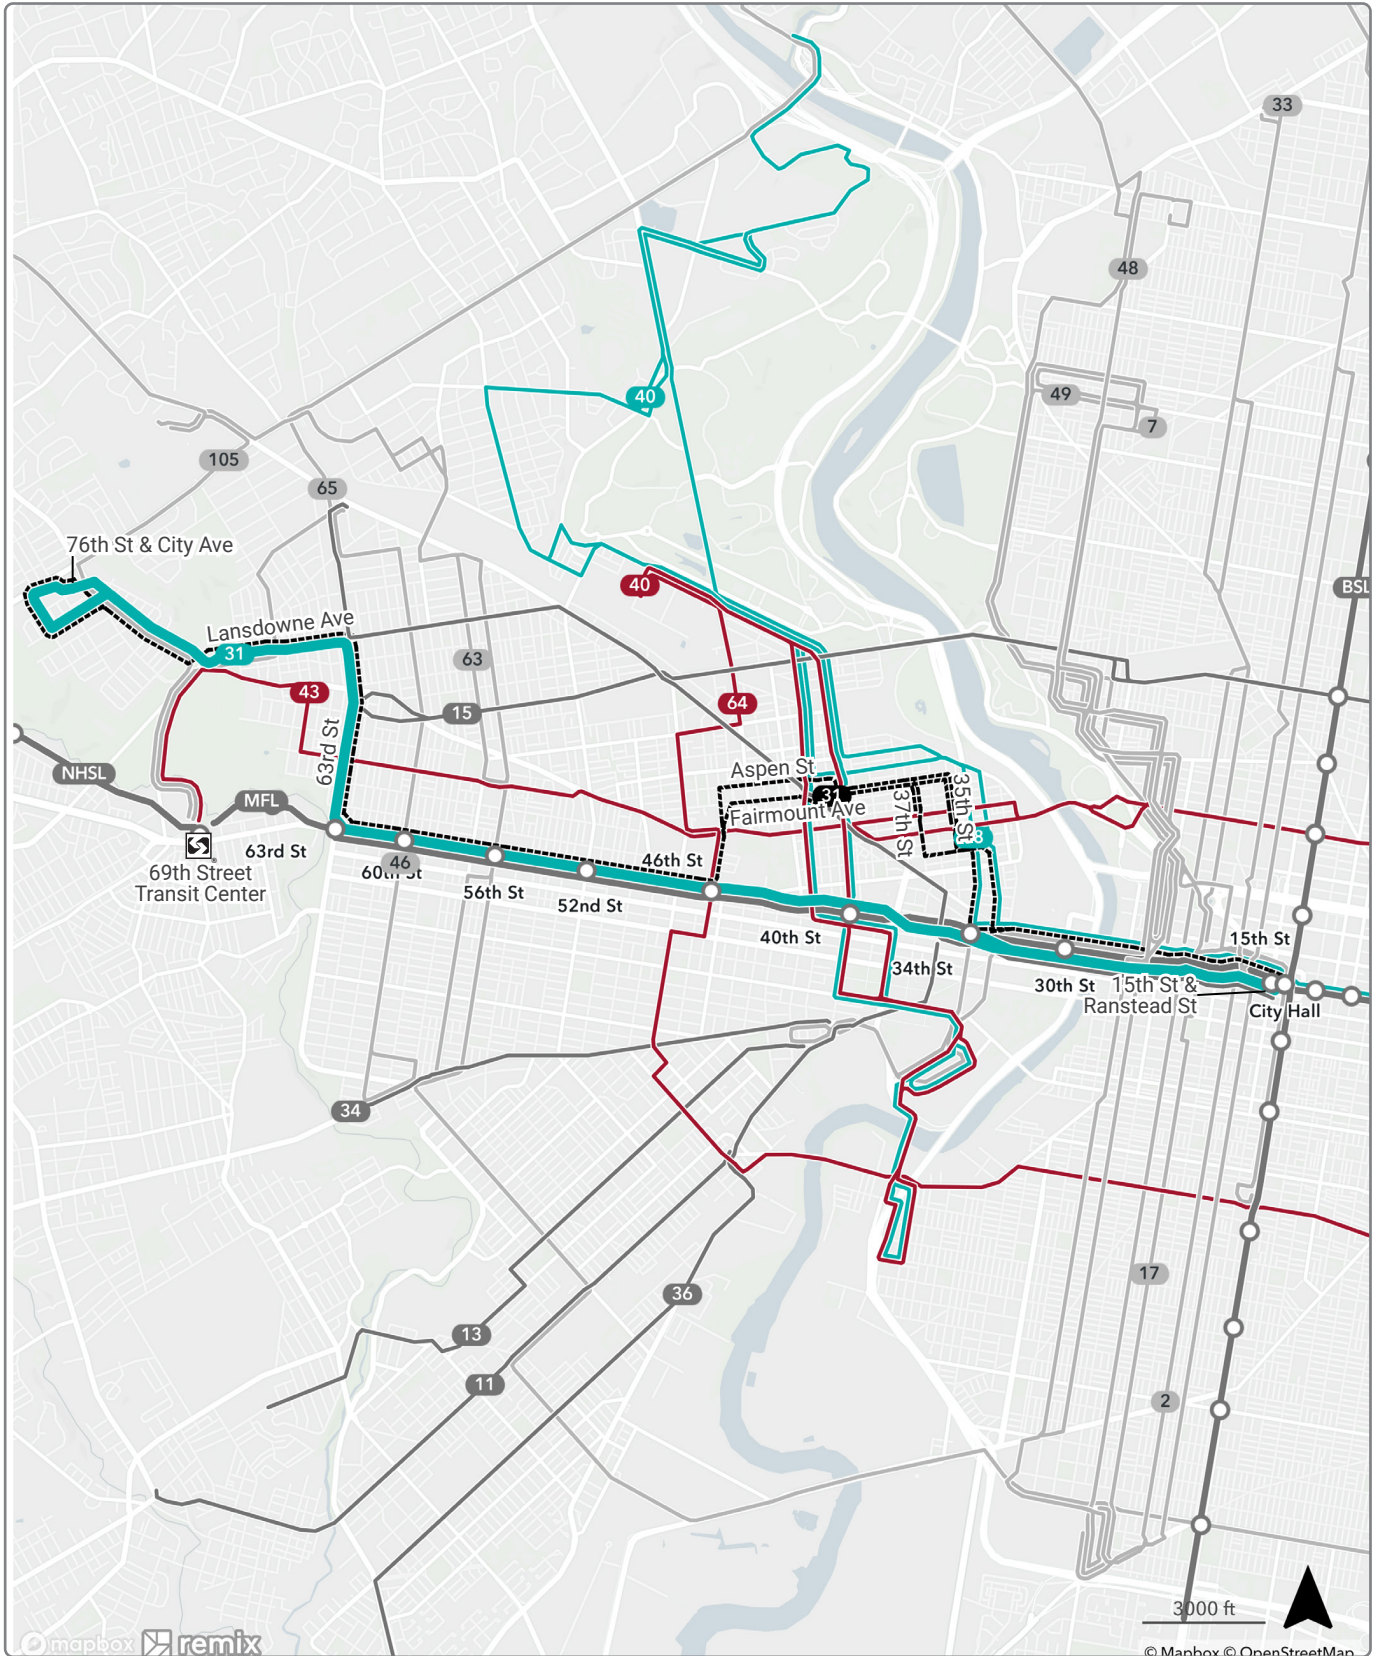 33
48
49
7
40
105
65
BSL
76th St & City Ave
40
Lansdowne Ave
31
63
43
64
15
63rd St
NHSL
MFL
Aspen St
31
Fairmount Ave
37th St
35th St
46th St
63rd St
46
60th St
69th Street
Transit Center
56th St
52nd St
40th St
34th St
15th St
30th St
15th St &
Ranstead St
City Hall
34
17
36
13
11
2
3000 ft
mapbox
remix
© Mapbox © OpenStreetMap